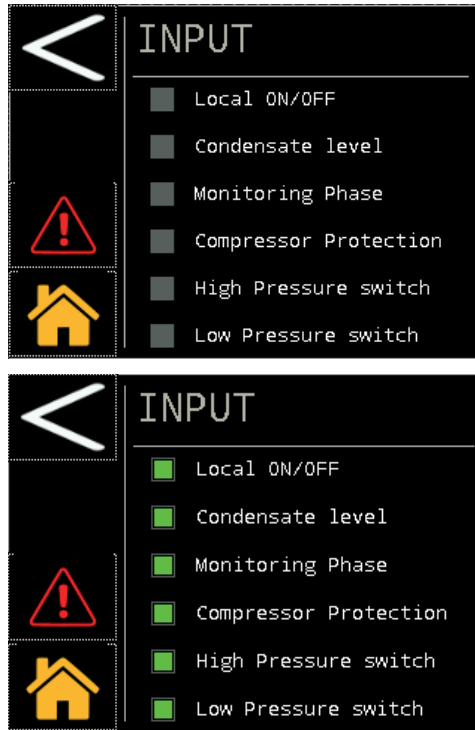 INPUT
Local ON/OFF
Condensate level
Monitoring Phase
Compressor Protection
High Pressure switch
Low Pressure switch
INPUT
Local ON/OFF
Condensate level
Monitoring Phase
Compressor Protection
High Pressure switch
Low Pressure switch